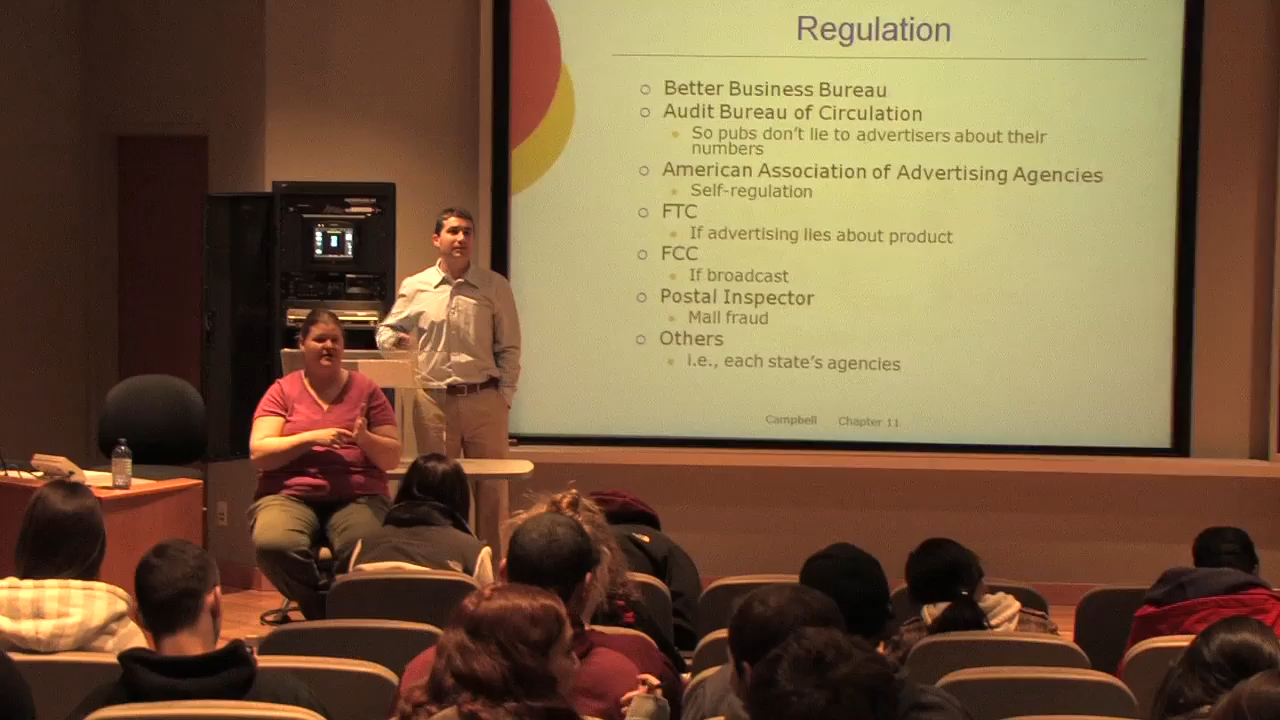 Regulation
Better Business Bureau
Audit Bureau of Circulation
So pubs don't lie to advertisers about their
numbers
American Association of Advertising Agencies
Self-regulation
FTC
If advertising lies about product
FCC
If broadcast
Postal Inspector
Mail fraud
Others
i.e., each state's agencies
Campbell Chapter 11